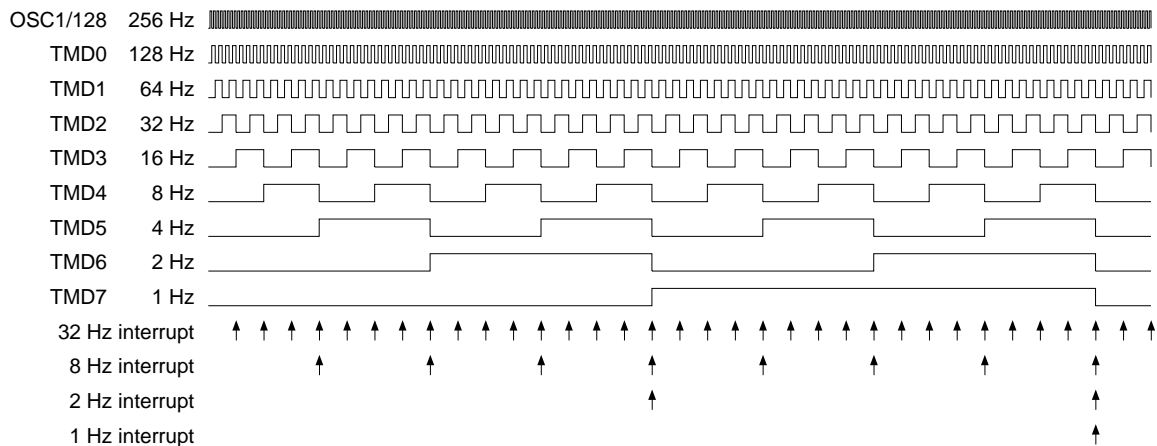 OSC1/128 256 Hz
TMD0 128 Hz
TMD1 64 Hz
TMD2 32 Hz
TMD3 16 Hz
TMD4 8 Hz
TMD5 4 Hz
TMD6 2 Hz
TMD7 1 Hz
32 Hz interrupt
8 Hz interrupt
2 Hz interrupt
1 Hz interrupt